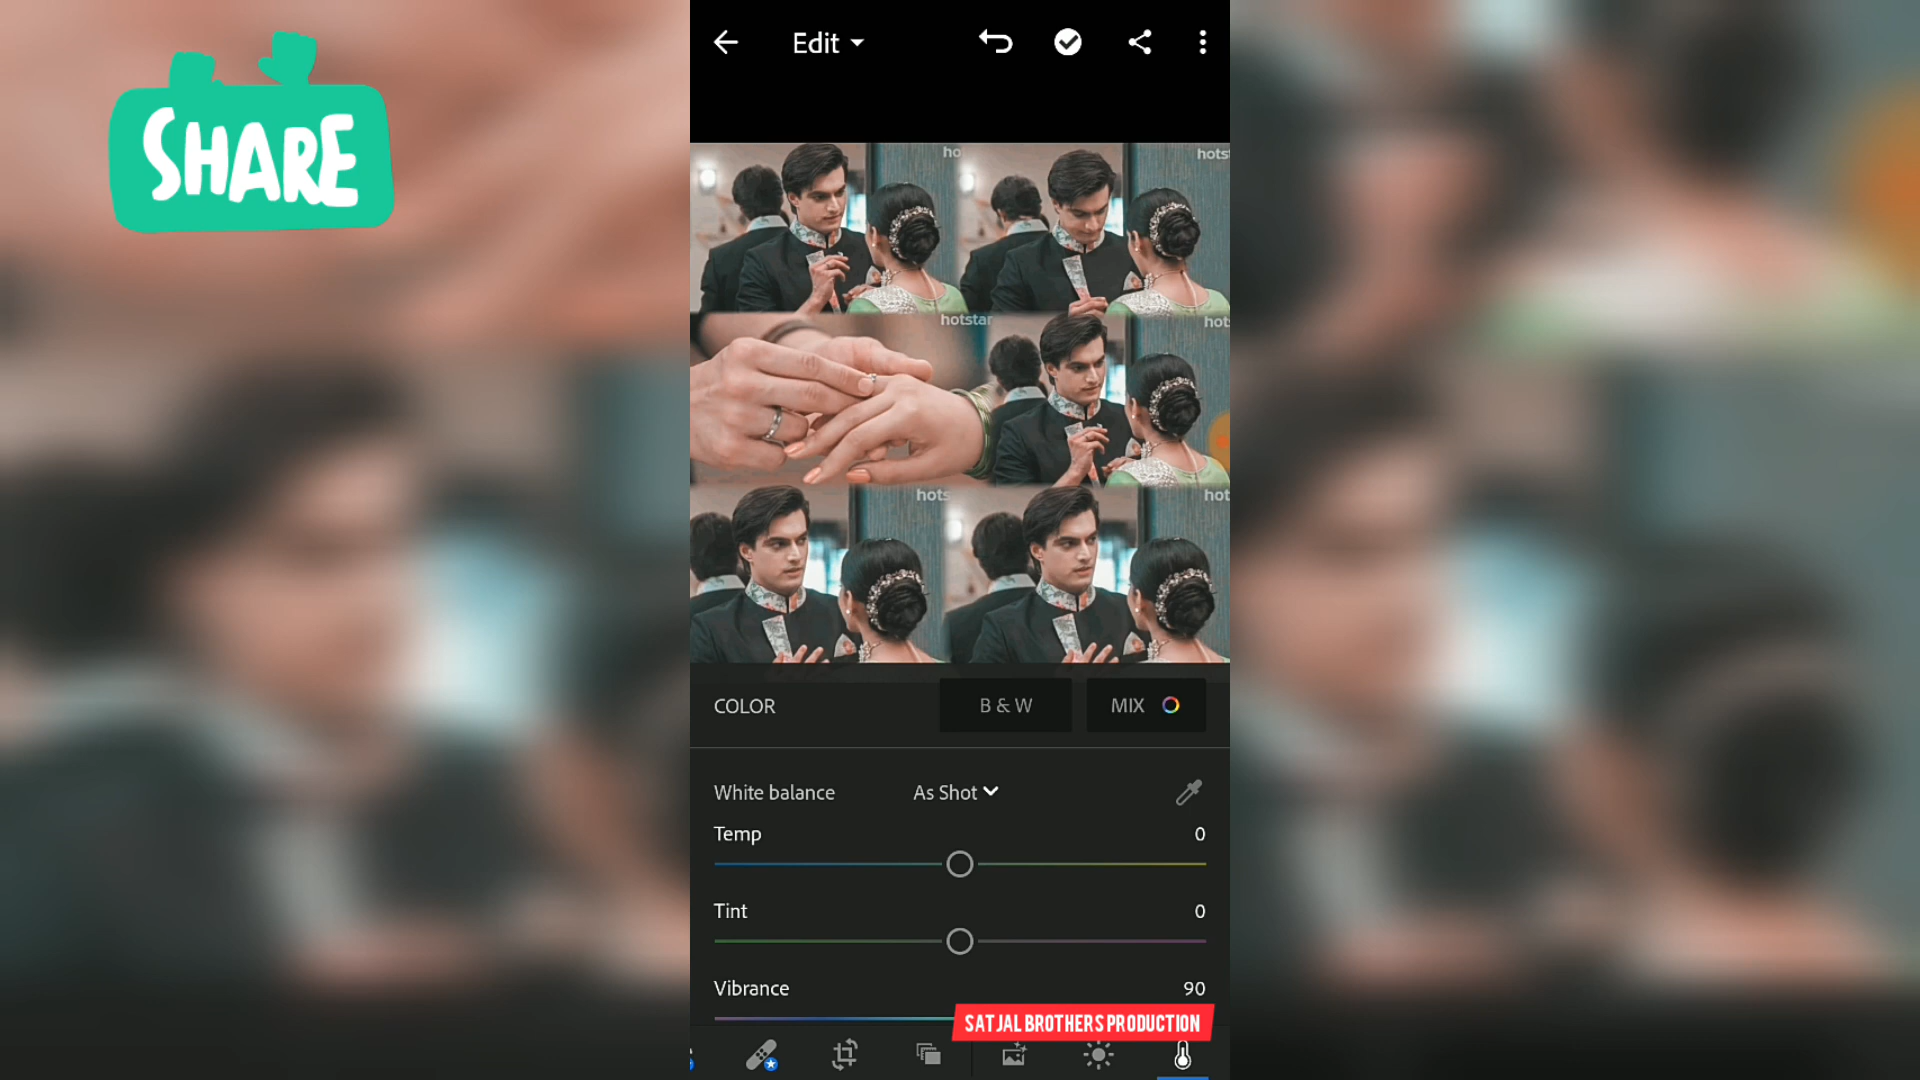 SHARE
Edit
ho
hots
hotstar
hot
hots
hot
COLOR
B & W
MIX
White balance
As Shot
Temp
0
Tint
0
Vibrance
90
SATJAL BROTHERS PRODUCTION